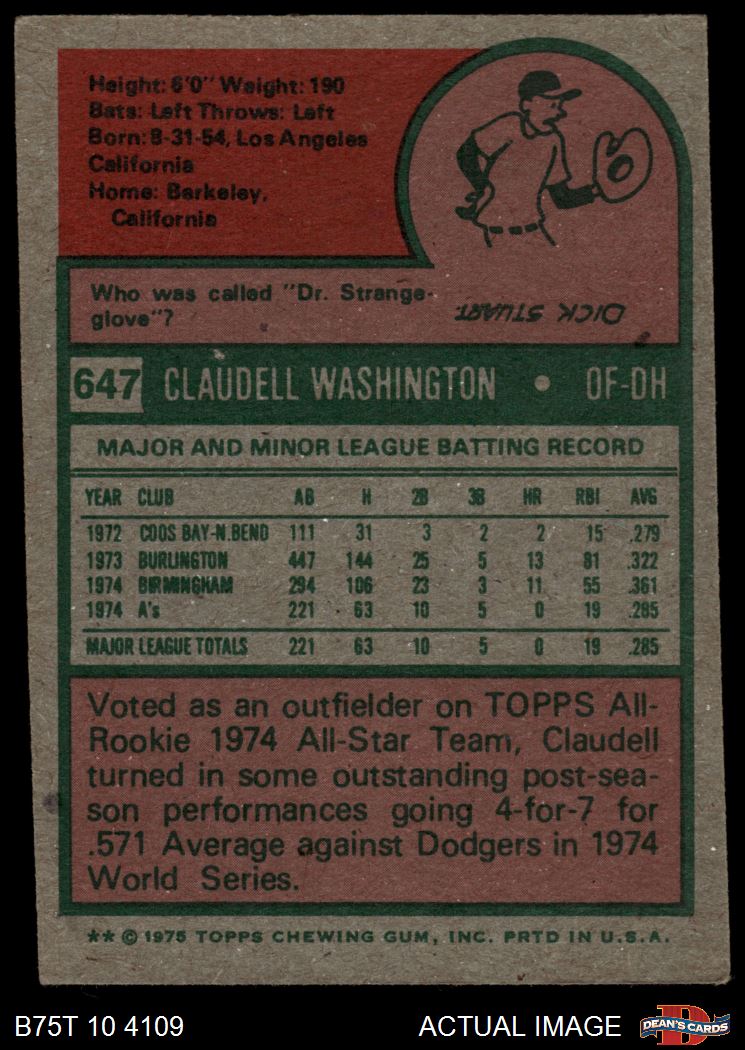 Height: 6'0" Weight: 190
Bats: Left Throws: Left
Born: 8-31-54, Los Angeles
California
Home: Berkeley,
California
Who was called "Dr. Strange-
glove"?
DICK STUART
647 CLAUDELL WASHINGTON • OF-DH
MAJOR AND MINOR LEAGUE BATTING RECORD
YEAR CLUB AB H 2B 3B HR RBI AVG
1972 COOS BAY-N.BEND 111 31 3 2 2 15 .279
1973 BURLINGTON 447 144 25 5 13 81 .322
1974 BIRMINGHAM 294 106 23 3 11 55 .361
1974 A's 221 63 10 5 0 19 .285
MAJOR LEAGUE TOTALS 221 63 10 5 0 19 .285
Voted as an outfielder on TOPPS All-
Rookie 1974 All-Star Team, Claudell
turned in some outstanding post-sea-
son performances going 4-for-7 for
.571 Average against Dodgers in 1974
World Series.
** © 1975 TOPPS CHEWING GUM, INC. PRTD IN U.S.A.
B75T 10 4109 ACTUAL IMAGE DEAN'S CARDS